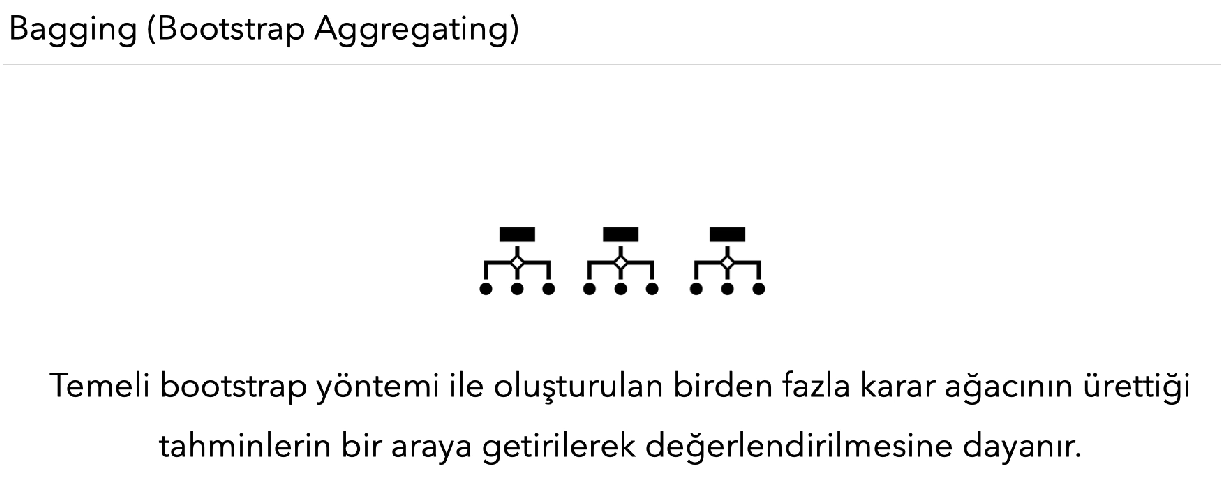 Bagging (Bootstrap Aggregating)
Temeli bootstrap yöntemi ile oluşturulan birden fazla karar ağacının ürettiği
tahminlerin bir araya getirilerek değerlendirilmesine dayanır.